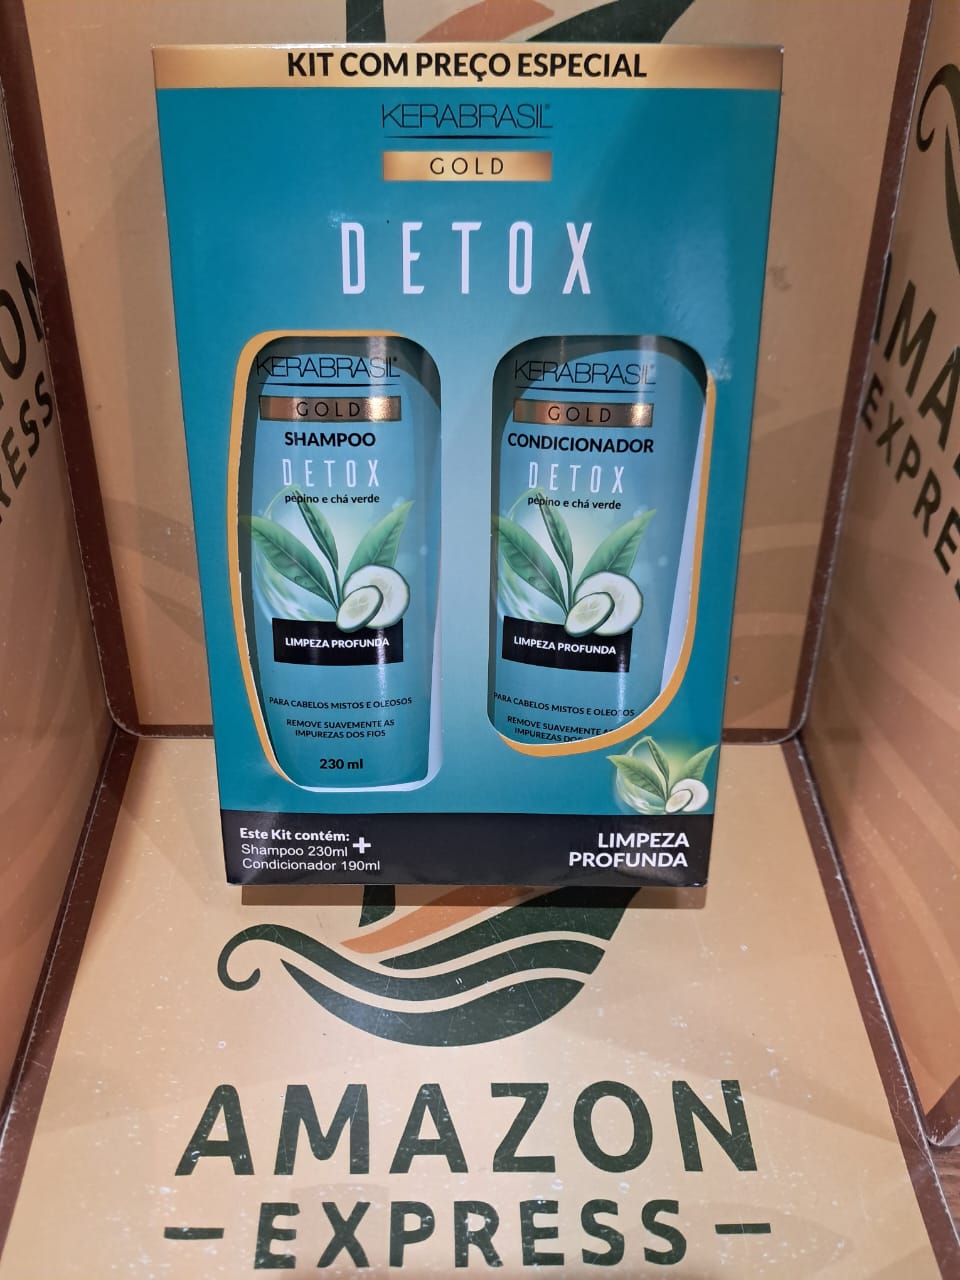 KIT COM PREÇO ESPECIAL
KERABRASIL®
GOLD
DETOX
KERABRASIL®
GOLD
SHAMPOO
DETOX
pepino e chá verde
LIMPEZA PROFUNDA
PARA CABELOS MISTOS E OLEOSOS
REMOVE SUAVEMENTE AS
IMPUREZAS DOS FIOS
230 ml
KERABRASIL
GOLD
CONDICIONADOR
DETOX
pepino e chá verde
LIMPEZA PROFUNDA
PARA CABELOS MISTOS E OLEOSOS
REMOVE SUAVEMENTE
IMPUREZAS
Este Kit contém:
Shampoo 230ml +
Condicionador 190ml
LIMPEZA
PROFUNDA
AMAZON
— EXPRESS —